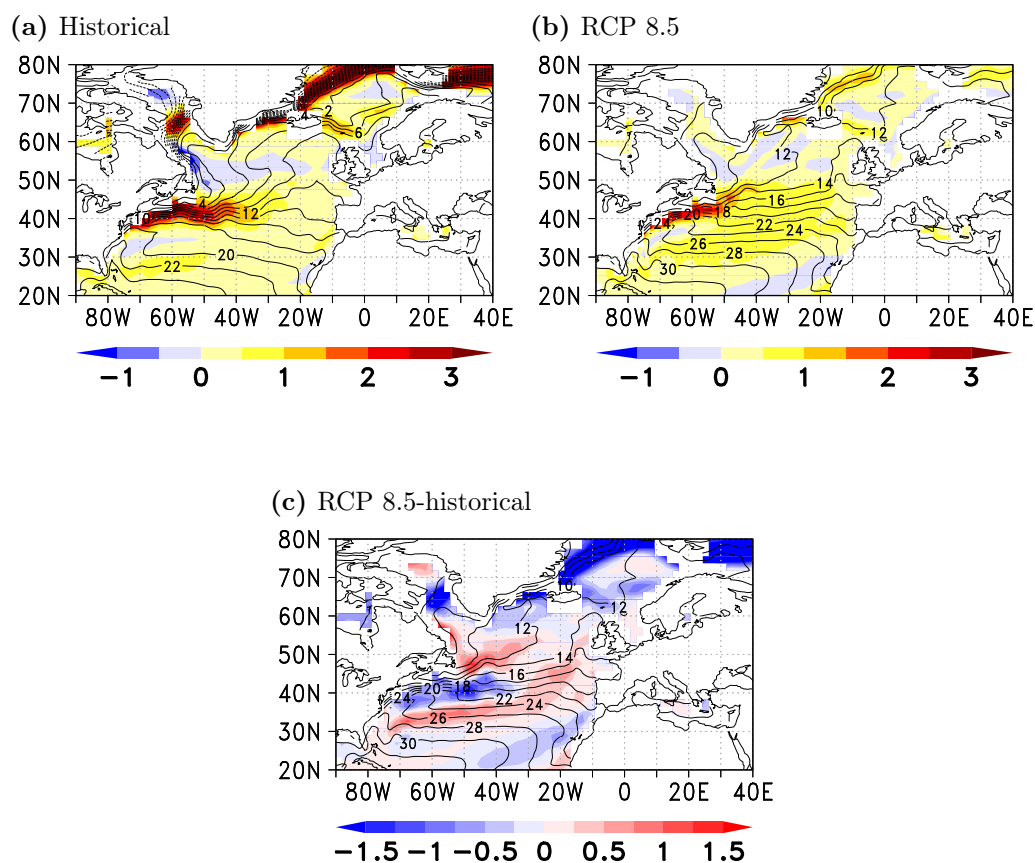 (a) Historical
80N
70N
60N
50N
40N
30N
20N
4
2
6
4
10
12
20
22
80W 60W 40W 20W 0 20E 40E
−1 0 1 2 3
(b) RCP 8.5
80N
70N
60N
50N
40N
30N
20N
10
12
12
14
16
20 18
24
22
24
26
28
30
80W 60W 40W 20W 0 20E 40E
−1 0 1 2 3
(c) RCP 8.5-historical
80N
70N
60N
50N
40N
30N
20N
10
12
12
14
16
20 18
24
22
24
26
28
30
80W 60W 40W 20W 0 20E 40E
−1.5 −1 −0.5 0 0.5 1 1.5